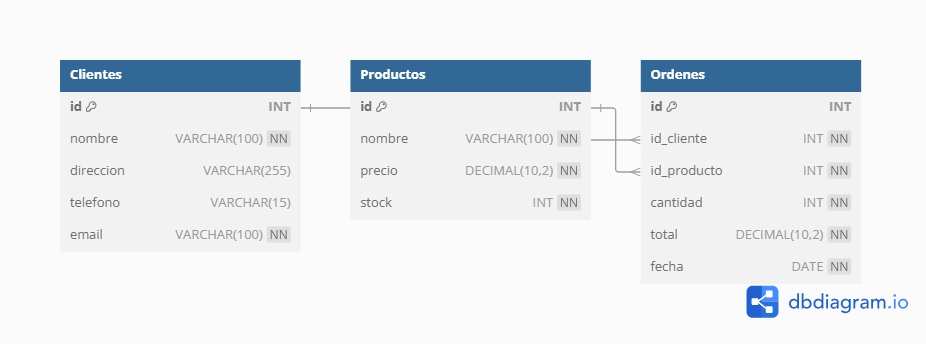 Clientes
id INT
nombre VARCHAR(100) NN
direccion VARCHAR(255)
telefono VARCHAR(15)
email VARCHAR(100) NN
Productos
id INT
nombre VARCHAR(100) NN
precio DECIMAL(10,2) NN
stock INT NN
Ordenes
id INT
id_cliente INT NN
id_producto INT NN
cantidad INT NN
total DECIMAL(10,2) NN
fecha DATE NN
dbdiagram.io